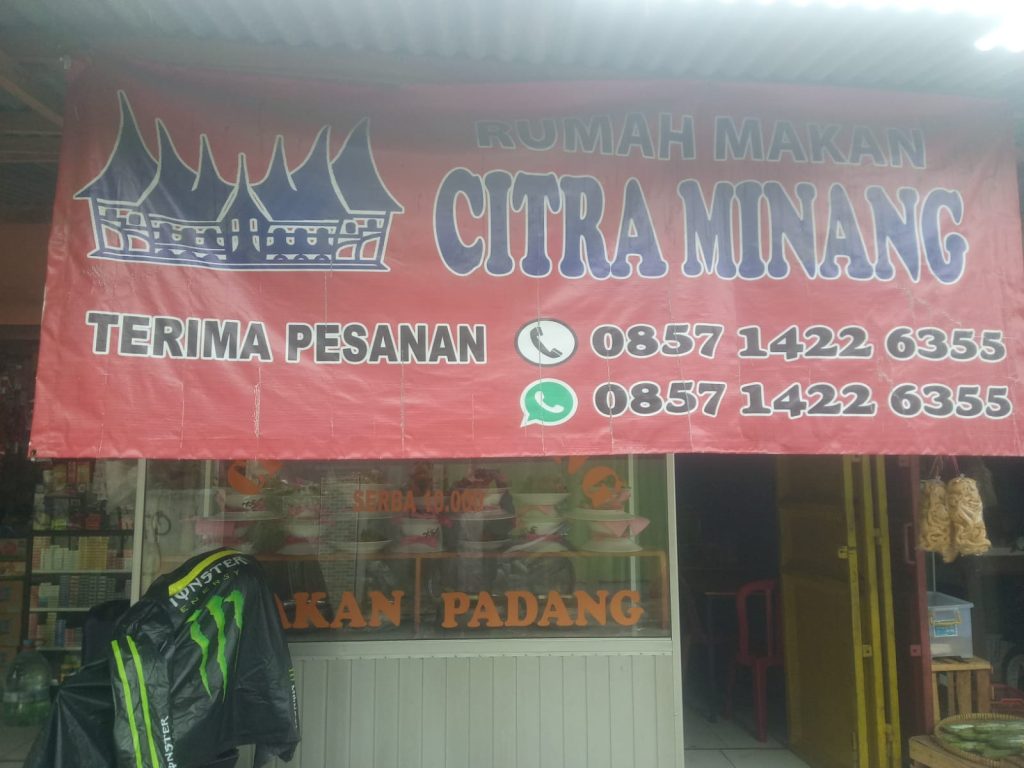 RUMAH MAKAN
CITRA MINANG
TERIMA PESANAN
0857 1422 6355
0857 1422 6355
SERBA 10.000
AKAN PADANG
MONSTER
ENERGY
MONSTER